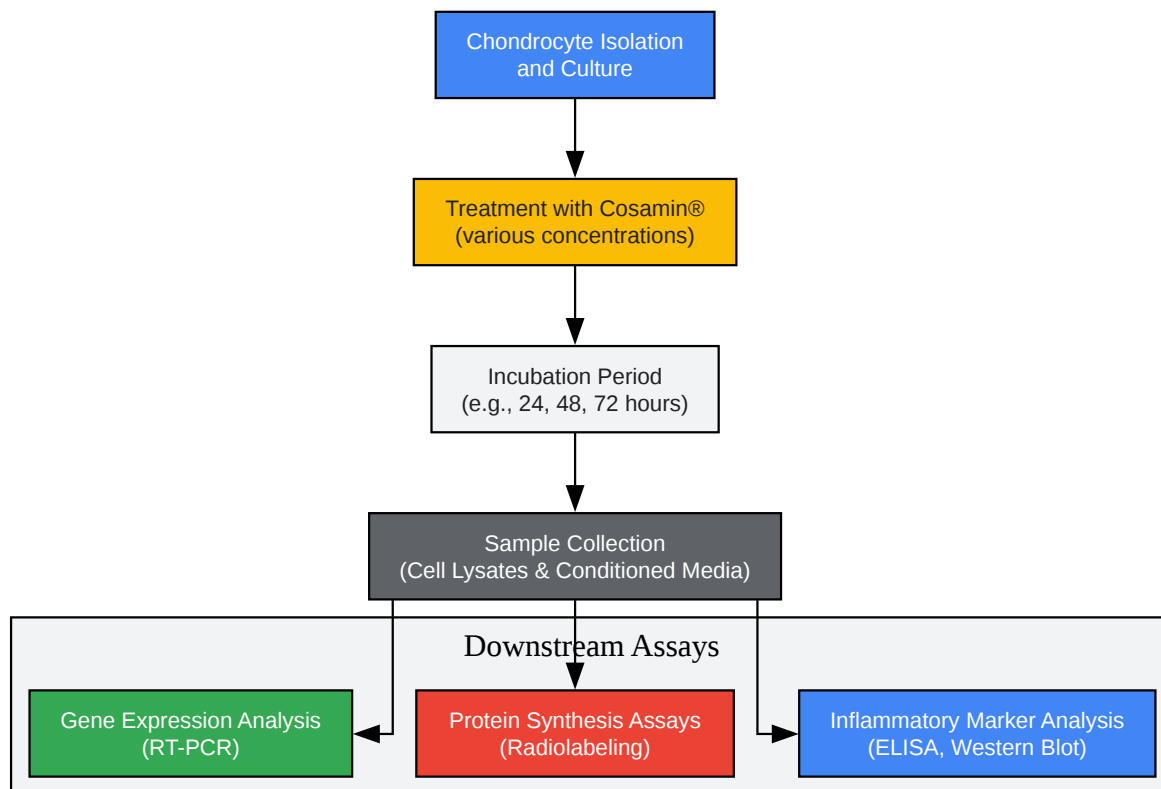 Chondrocyte Isolation
and Culture
Treatment with Cosamin®
(various concentrations)
Incubation Period
(e.g., 24, 48, 72 hours)
Sample Collection
(Cell Lysates & Conditioned Media)
Downstream Assays
Gene Expression Analysis
(RT-PCR)
Protein Synthesis Assays
(Radiolabeling)
Inflammatory Marker Analysis
(ELISA, Western Blot)